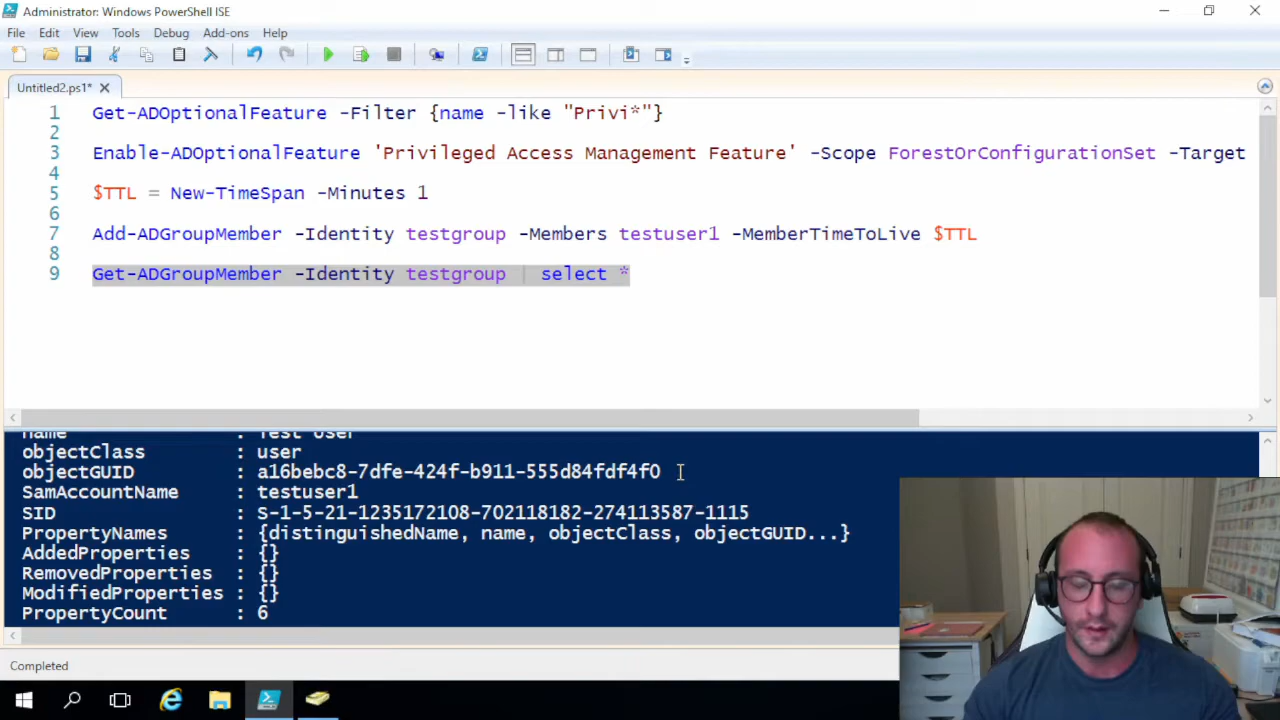 Administrator: Windows PowerShell ISE
File Edit View Tools Debug Add-ons Help
Untitled2.ps1*
1 Get-ADOptionalFeature -Filter {name -like "Privi*"}
2
3 Enable-ADOptionalFeature 'Privileged Access Management Feature' -Scope ForestOrConfigurationSet -Target
4
5 $TTL = New-TimeSpan -Minutes 1
6
7 Add-ADGroupMember -Identity testgroup -Members testuser1 -MemberTimeToLive $TTL
8
9 Get-ADGroupMember -Identity testgroup | select *
name : Test User
objectClass : user
objectGUID : a16bebc8-7dfe-424f-b911-555d84fdf4f0
SamAccountName : testuser1
SID : S-1-5-21-1235172108-702118182-274113587-1115
PropertyNames : {distinguishedName, name, objectClass, objectGUID...}
AddedProperties : {}
RemovedProperties : {}
ModifiedProperties : {}
PropertyCount : 6
Completed